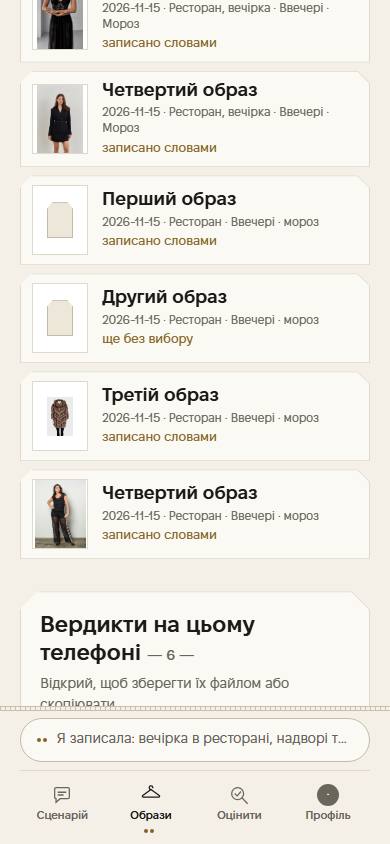 2026-11-15 · Ресторан, вечірка · Ввечері ·
Мороз
записано словами
Четвертий образ
2026-11-15 · Ресторан, вечірка · Ввечері ·
Мороз
записано словами
Перший образ
2026-11-15 · Ресторан · Ввечері · мороз
записано словами
Другий образ
2026-11-15 · Ресторан · Ввечері · мороз
ще без вибору
Третій образ
2026-11-15 · Ресторан · Ввечері · мороз
записано словами
Четвертий образ
2026-11-15 · Ресторан · Ввечері · мороз
записано словами
Вердикти на цьому
телефоні — 6 —
Відкрий, щоб зберегти їх файлом або
скопіювати
Я записала: вечірка в ресторані, надворі т...
Сценарій
Образи
Оцінити
Профіль